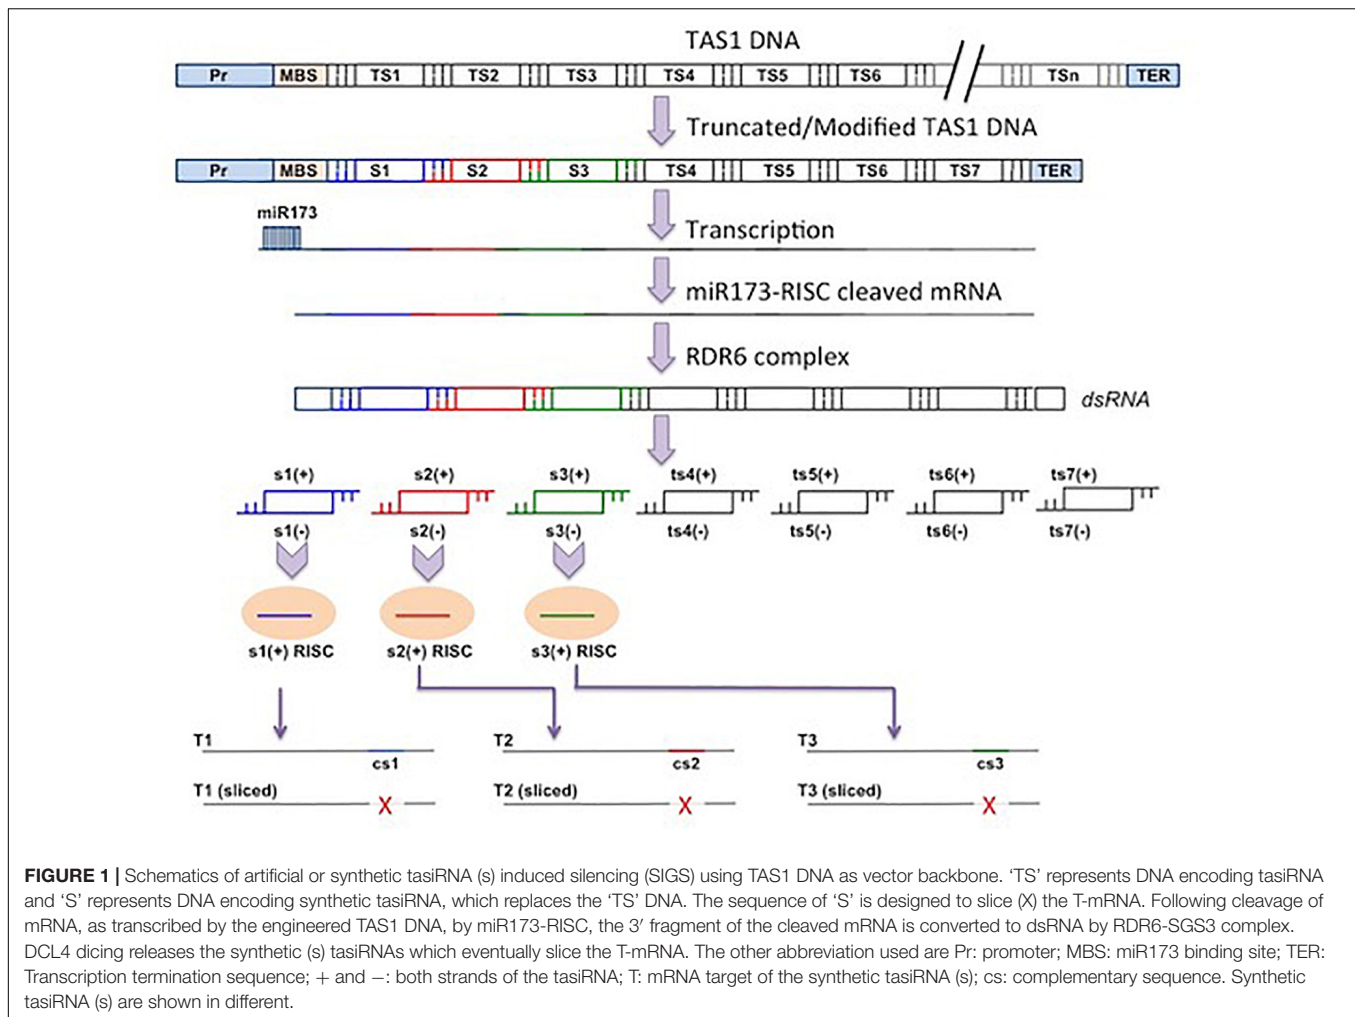 TAS1 DNA
Pr MBS TS1 TS2 TS3 TS4 TS5 TS6 TSn TER
Truncated/Modified TAS1 DNA
Pr MBS S1 S2 S3 TS4 TS5 TS6 TS7 TER
miR173
Transcription
miR173-RISC cleaved mRNA
RDR6 complex
dsRNA
s1(+) s2(+) s3(+) ts4(+) ts5(+) ts6(+) ts7(+)
s1(-) s2(-) s3(-) ts4(-) ts5(-) ts6(-) ts7(-)
s1(+) RISC s2(+) RISC s3(+) RISC
T1 T2 T3
cs1 cs2 cs3
T1 (sliced) T2 (sliced) T3 (sliced)
X X X
FIGURE 1 | Schematics of artificial or synthetic tasiRNA (s) induced silencing (SIGS) using TAS1 DNA as vector backbone. ‘TS’ represents DNA encoding tasiRNA
and ‘S’ represents DNA encoding synthetic tasiRNA, which replaces the ‘TS’ DNA. The sequence of ‘S’ is designed to slice (X) the T-mRNA. Following cleavage of
mRNA, as transcribed by the engineered TAS1 DNA, by miR173-RISC, the 3′ fragment of the cleaved mRNA is converted to dsRNA by RDR6-SGS3 complex.
DCL4 dicing releases the synthetic (s) tasiRNAs which eventually slice the T-mRNA. The other abbreviation used are Pr: promoter; MBS: miR173 binding site; TER:
Transcription termination sequence; + and −: both strands of the tasiRNA; T: mRNA target of the synthetic tasiRNA (s); cs: complementary sequence. Synthetic
tasiRNA (s) are shown in different.